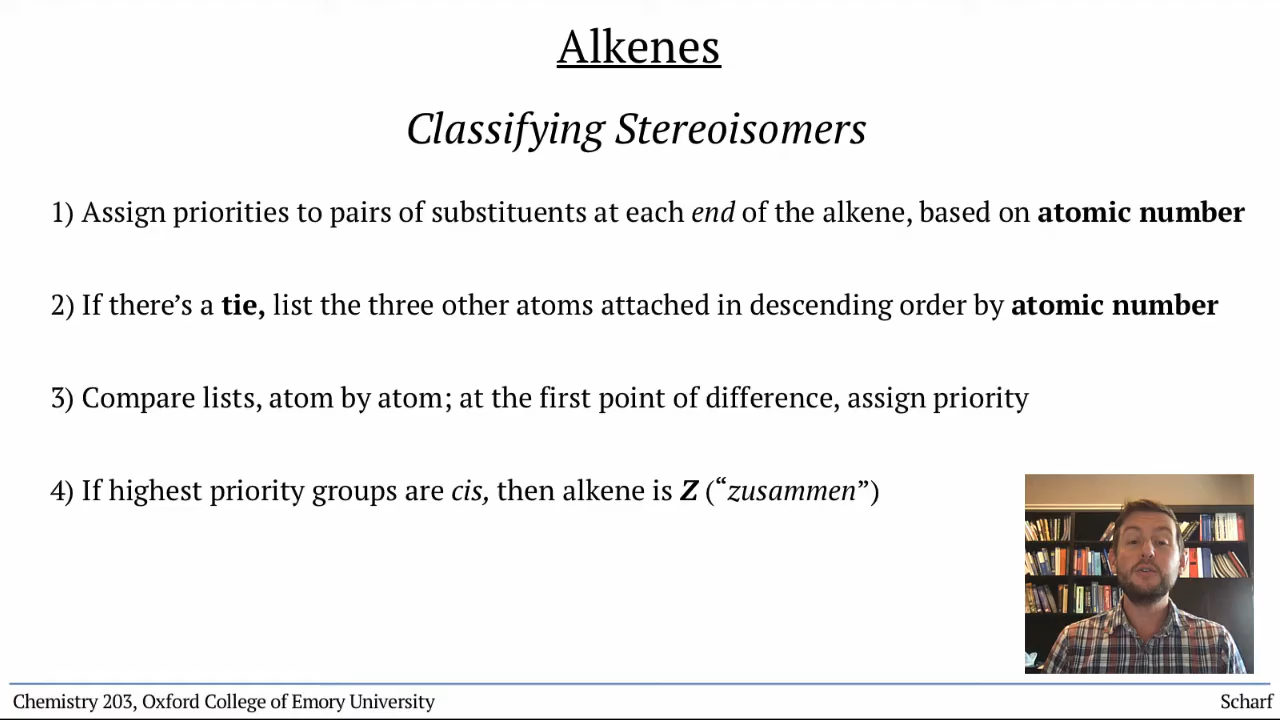 Alkenes
Classifying Stereoisomers
1) Assign priorities to pairs of substituents at each end of the alkene, based on atomic number
2) If there’s a tie, list the three other atoms attached in descending order by atomic number
3) Compare lists, atom by atom; at the first point of difference, assign priority
4) If highest priority groups are cis, then alkene is Z (“zusammen”)
Chemistry 203, Oxford College of Emory University
Scharf